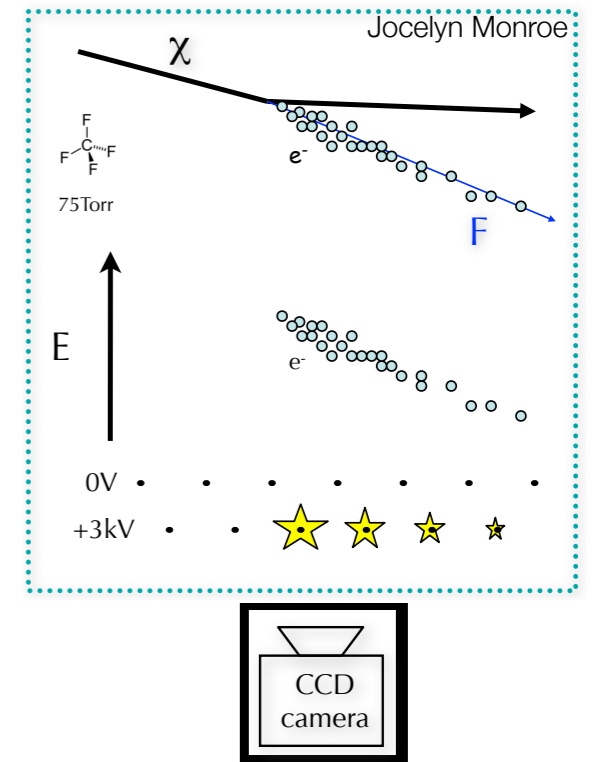 Jocelyn Monroe
χ
F
F C F
F
75Torr
e-
F
E
e-
0V
+3kV
CCD
camera